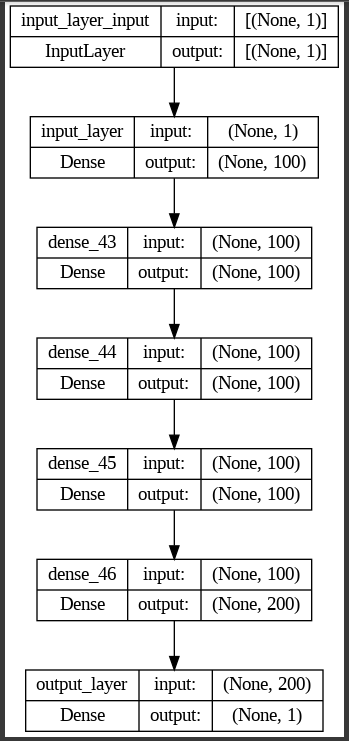 input_layer_input input: [(None, 1)]
InputLayer output: [(None, 1)]
input_layer input: (None, 1)
Dense output: (None, 100)
dense_43 input: (None, 100)
Dense output: (None, 100)
dense_44 input: (None, 100)
Dense output: (None, 100)
dense_45 input: (None, 100)
Dense output: (None, 100)
dense_46 input: (None, 100)
Dense output: (None, 200)
output_layer input: (None, 200)
Dense output: (None, 1)